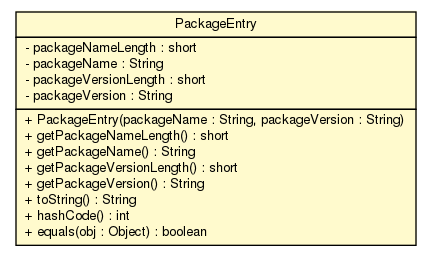 PackageEntry
- packageNameLength : short
- packageName : String
- packageVersionLength : short
- packageVersion : String
+ PackageEntry(packageName : String, packageVersion : String)
+ getPackageNameLength() : short
+ getPackageName() : String
+ getPackageVersionLength() : short
+ getPackageVersion() : String
+ toString() : String
+ hashCode() : int
+ equals(obj : Object) : boolean